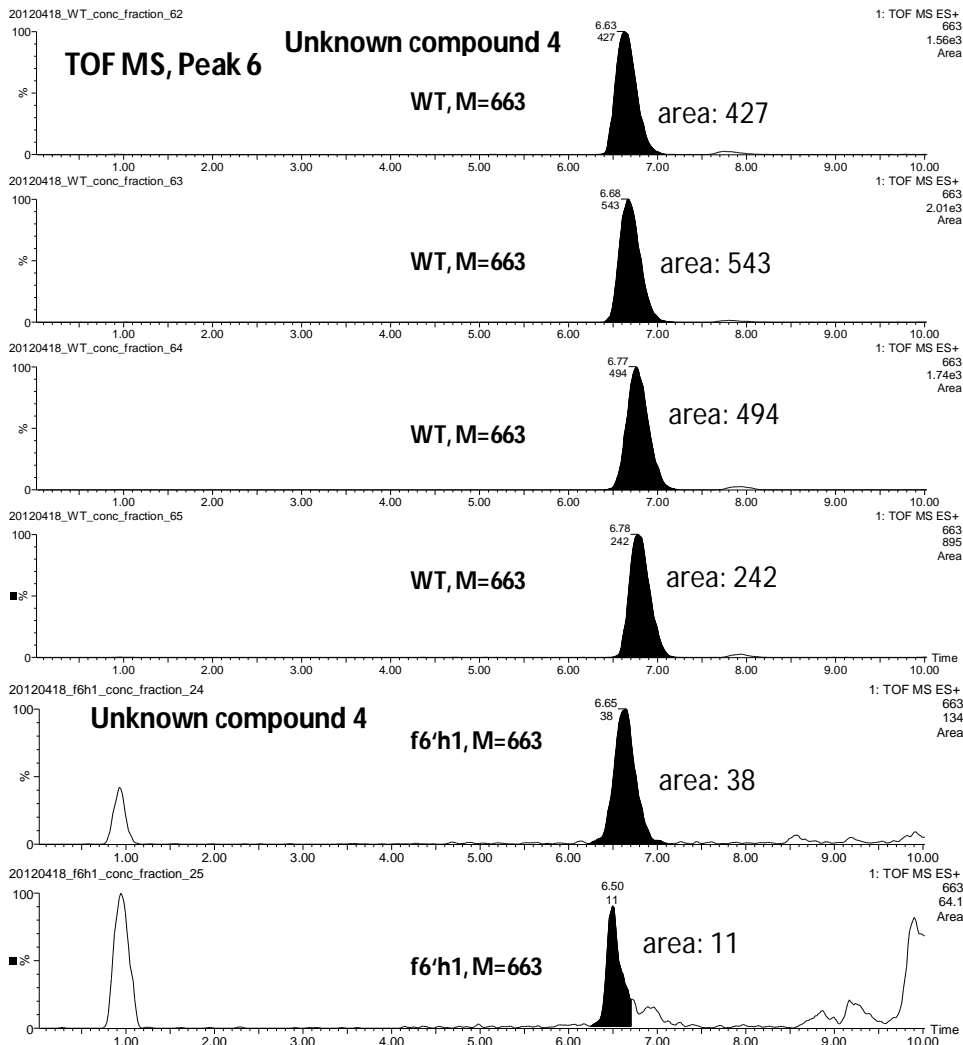 20120418_WT_conc_fraction_62
1: TOF MS ES+
663
1.56e3
Area
TOF MS, Peak 6
Unknown compound 4
WT, M=663
6.63
427
area: 427
100
%
0
1.00 2.00 3.00 4.00 5.00 6.00 7.00 8.00 9.00 10.00
20120418_WT_conc_fraction_63
1: TOF MS ES+
663
2.01e3
Area
6.68
543
WT, M=663
area: 543
100
%
0
1.00 2.00 3.00 4.00 5.00 6.00 7.00 8.00 9.00 10.00
20120418_WT_conc_fraction_64
1: TOF MS ES+
663
1.74e3
Area
6.77
494
WT, M=663
area: 494
100
%
0
1.00 2.00 3.00 4.00 5.00 6.00 7.00 8.00 9.00 10.00
20120418_WT_conc_fraction_65
1: TOF MS ES+
663
895
Area
6.78
242
WT, M=663
area: 242
100
%
0
Time
1.00 2.00 3.00 4.00 5.00 6.00 7.00 8.00 9.00 10.00
20120418_f6h1_conc_fraction_24
1: TOF MS ES+
663
134
Area
Unknown compound 4
6.65
38
f6'h1, M=663
area: 38
100
%
0
1.00 2.00 3.00 4.00 5.00 6.00 7.00 8.00 9.00 10.00
20120418_f6h1_conc_fraction_25
1: TOF MS ES+
663
64.1
Area
6.50
11
f6'h1, M=663
area: 11
100
%
0
Time
1.00 2.00 3.00 4.00 5.00 6.00 7.00 8.00 9.00 10.00